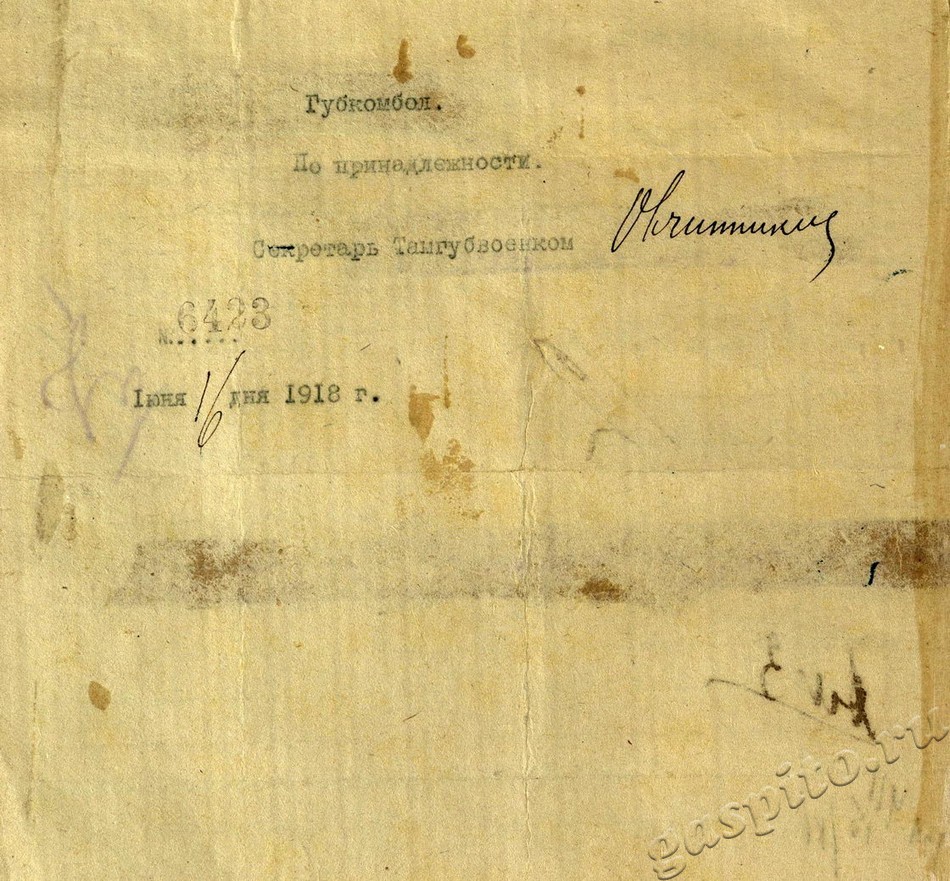 Губкомбол.
По принадлежности.
Секретарь Тамгубвоенком
№ 6423
Iюня 16 дня 1918 г.
gaspito.ru